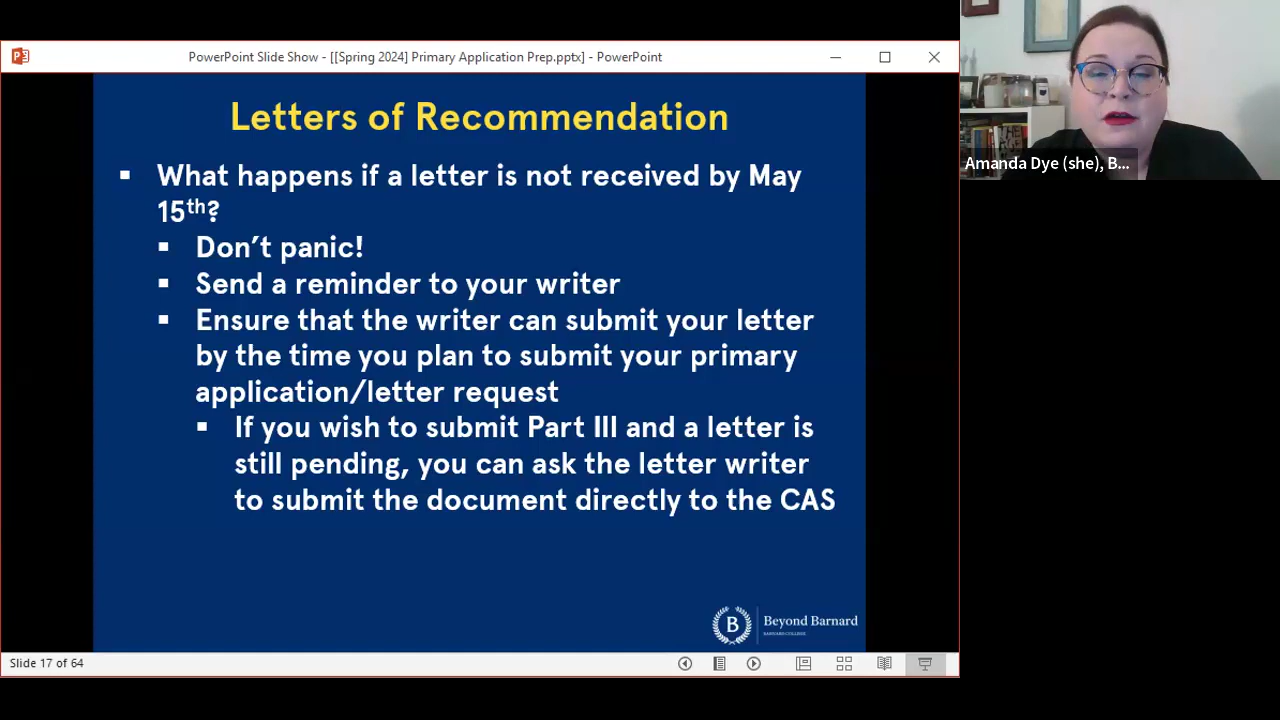 PowerPoint Slide Show - [[Spring 2024] Primary Application Prep.pptx] - PowerPoint
Letters of Recommendation
▪ What happens if a letter is not received by May
15th?
▪ Don't panic!
▪ Send a reminder to your writer
▪ Ensure that the writer can submit your letter
by the time you plan to submit your primary
application/letter request
▪ If you wish to submit Part III and a letter is
still pending, you can ask the letter writer
to submit the document directly to the CAS
B
Beyond Barnard
BARNARD COLLEGE
Slide 17 of 64
Amanda Dye (she), B...